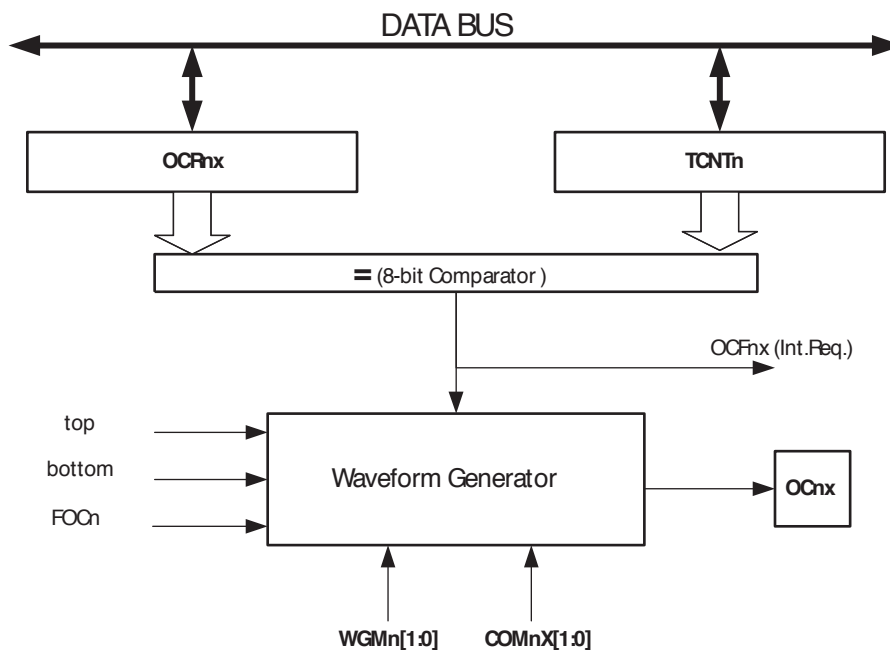 DATA BUS
OCRnx
TCNTn
= (8-bit Comparator )
OCFnx (Int.Req.)
top
bottom
FOCn
Waveform Generator
OCnx
WGMn[1:0]
COMnX[1:0]